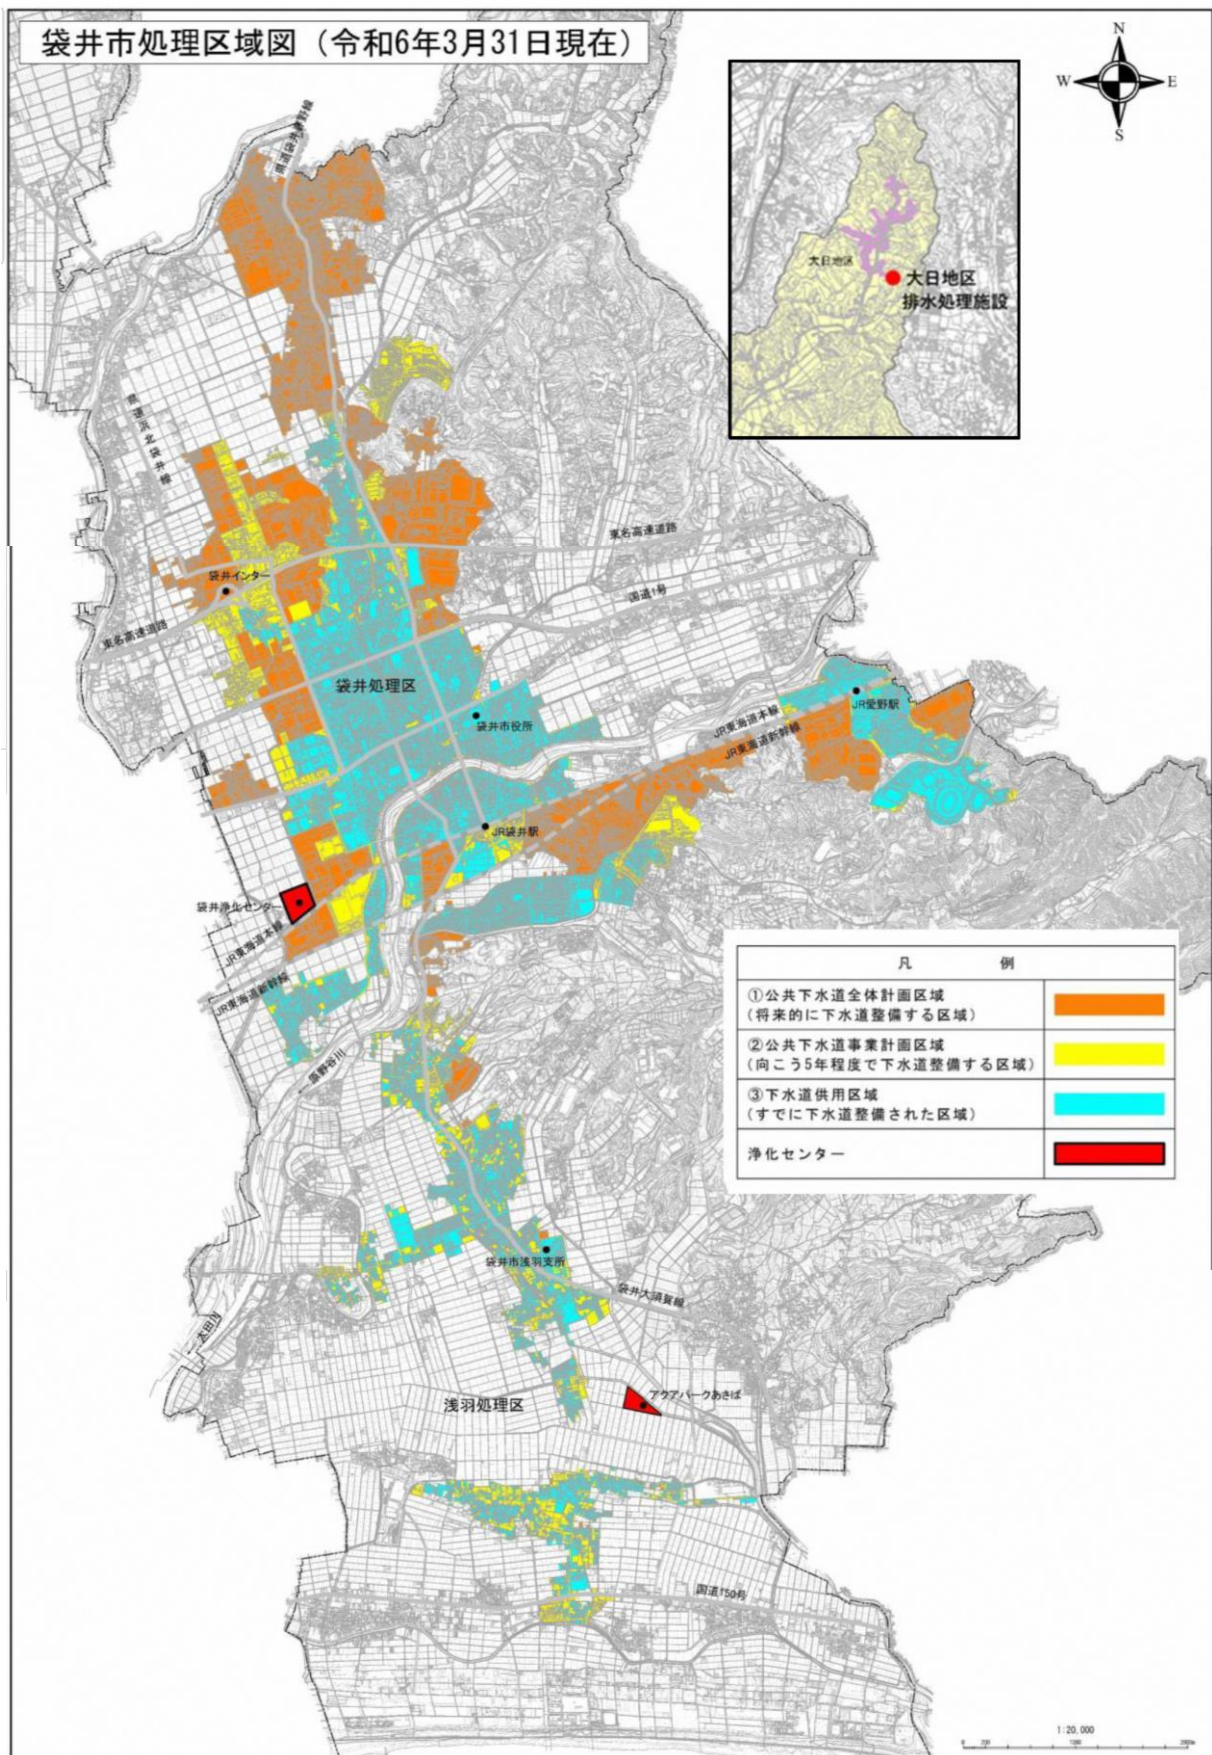 袋井市処理区域図（令和6年3月31日現在）
N
W
E
S
大日地区
大日地区
排水処理施設
県道浜北袋井線
東名高速道路
袋井インター
国道1号
東名高速道路
袋井処理区
JR愛野駅
袋井市役所
JR東海道本線
JR東海道新幹線
JR袋井駅
袋井浄化センター
JR東海道本線
JR東海道新幹線
凡 例
①公共下水道全体計画区域
（将来的に下水道整備する区域）
②公共下水道事業計画区域
（向こう5年程度で下水道整備する区域）
③下水道供用区域
（すでに下水道整備された区域）
浄化センター
原野谷川
袋井市浅羽支所
袋井大須賀線
太田川
アクアパークあさば
浅羽処理区
国道150号
1:20,000